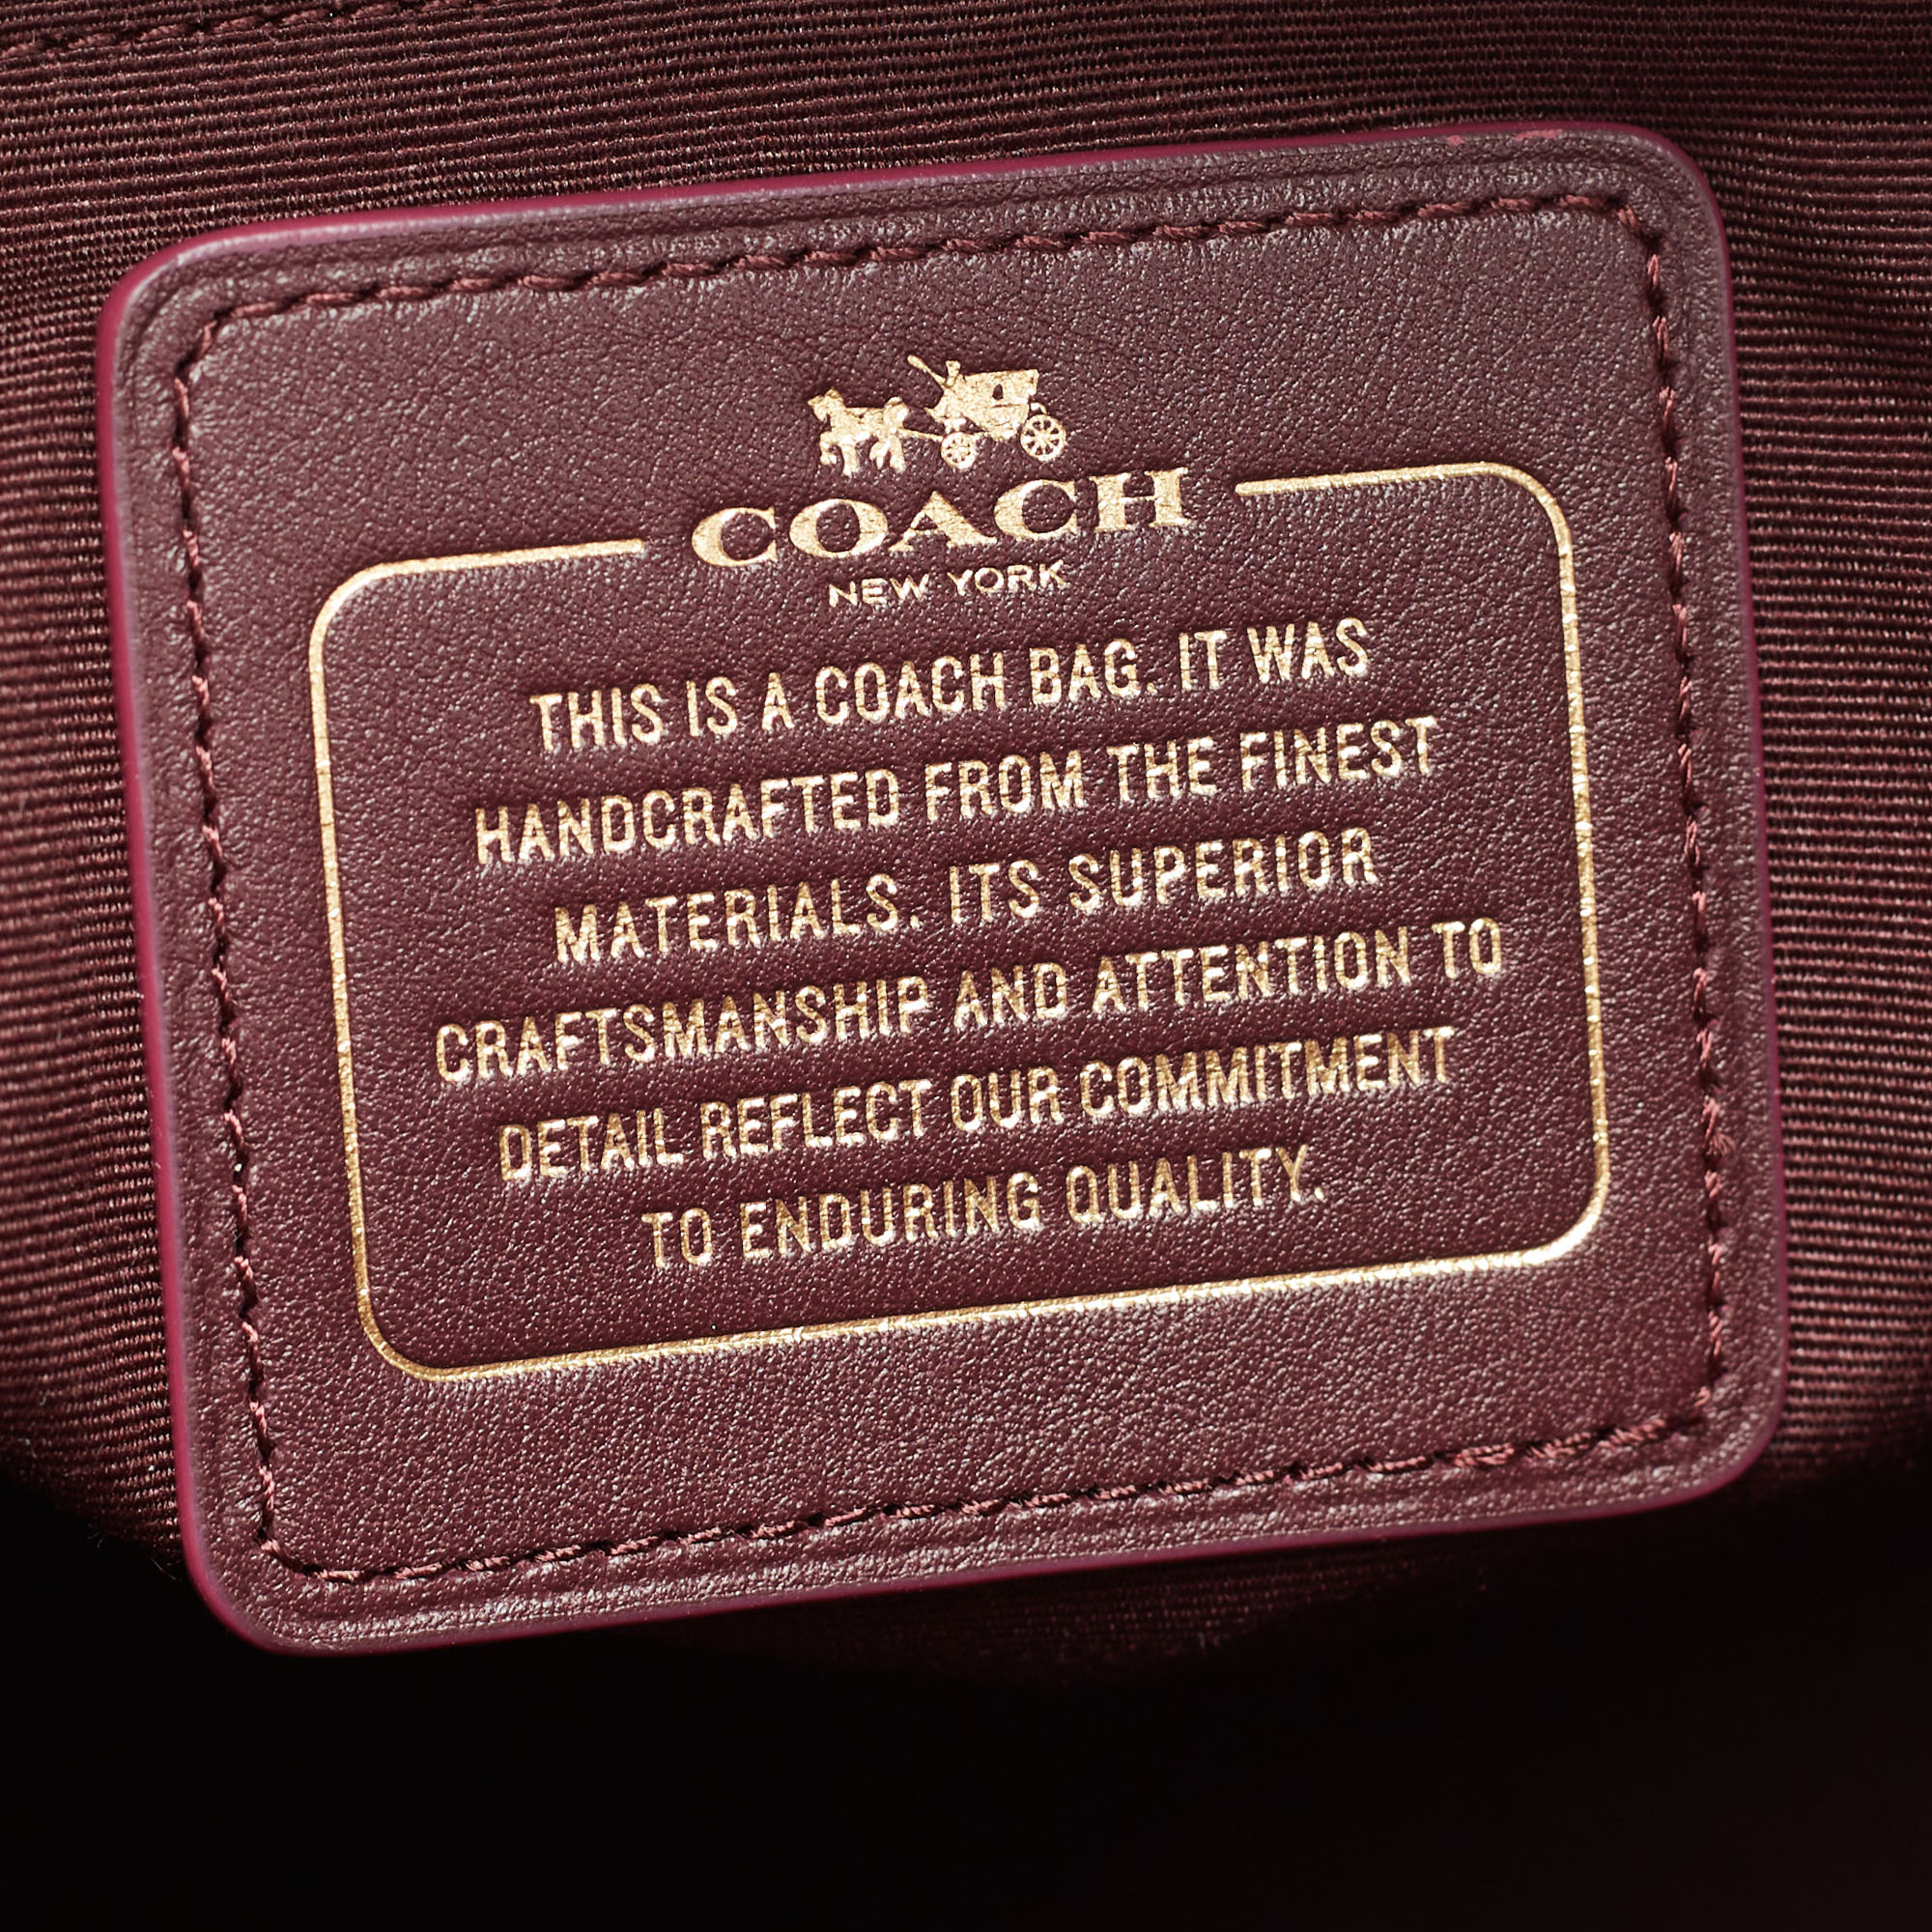 COACH
NEW YORK
THIS IS A COACH BAG. IT WAS
HANDCRAFTED FROM THE FINEST
MATERIALS. ITS SUPERIOR
CRAFTSMANSHIP AND ATTENTION TO
DETAIL REFLECT OUR COMMITMENT
TO ENDURING QUALITY.